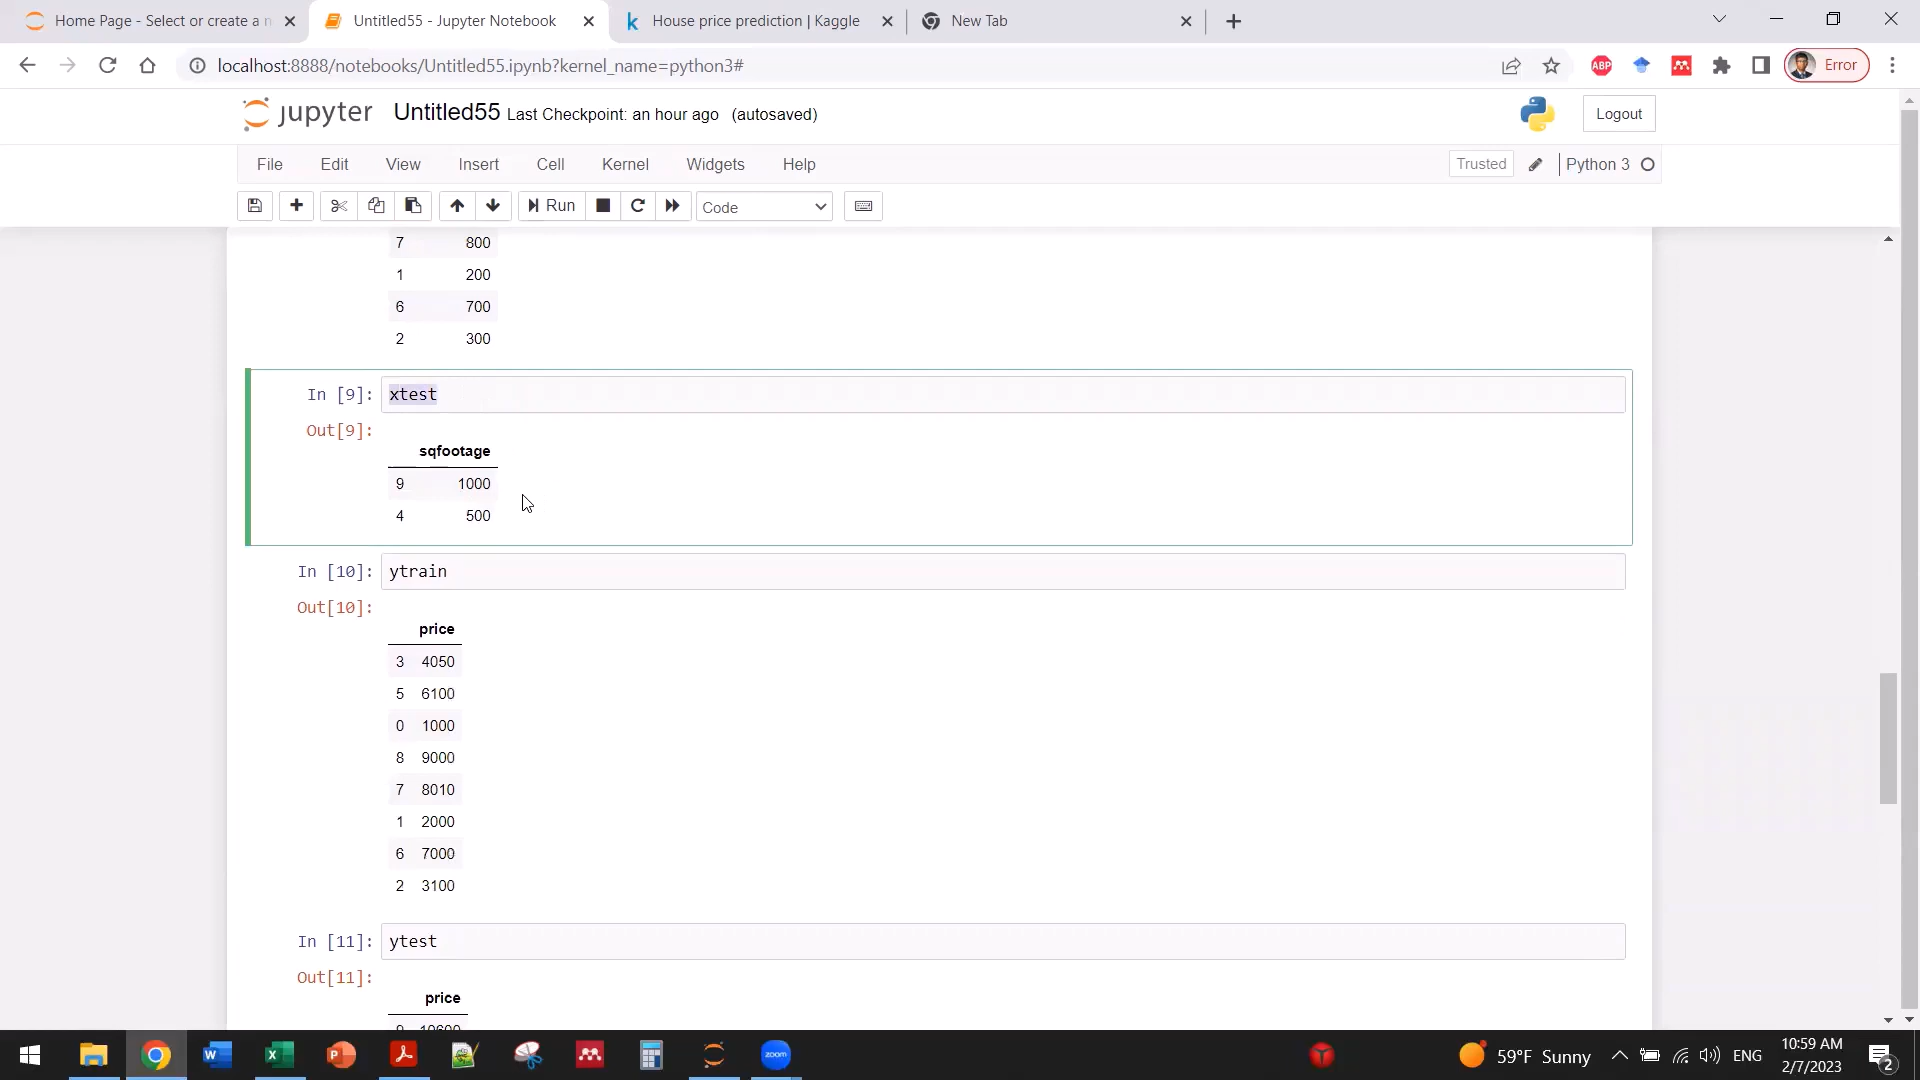 Home Page - Select or create a n
Untitled55 - Jupyter Notebook
House price prediction | Kaggle
New Tab
localhost:8888/notebooks/Untitled55.ipynb?kernel_name=python3#
ABP
Error
jupyter Untitled55 Last Checkpoint: an hour ago (autosaved)
Logout
File Edit View Insert Cell Kernel Widgets Help
Trusted
Python 3
Run
Code
7 800
1 200
6 700
2 300
In [9]: xtest
Out[9]:
sqfootage
9 1000
4 500
In [10]: ytrain
Out[10]:
price
3 4050
5 6100
0 1000
8 9000
7 8010
1 2000
6 7000
2 3100
In [11]: ytest
Out[11]:
price
9 10600
zoom
59°F Sunny
ENG
10:59 AM
2/7/2023
2